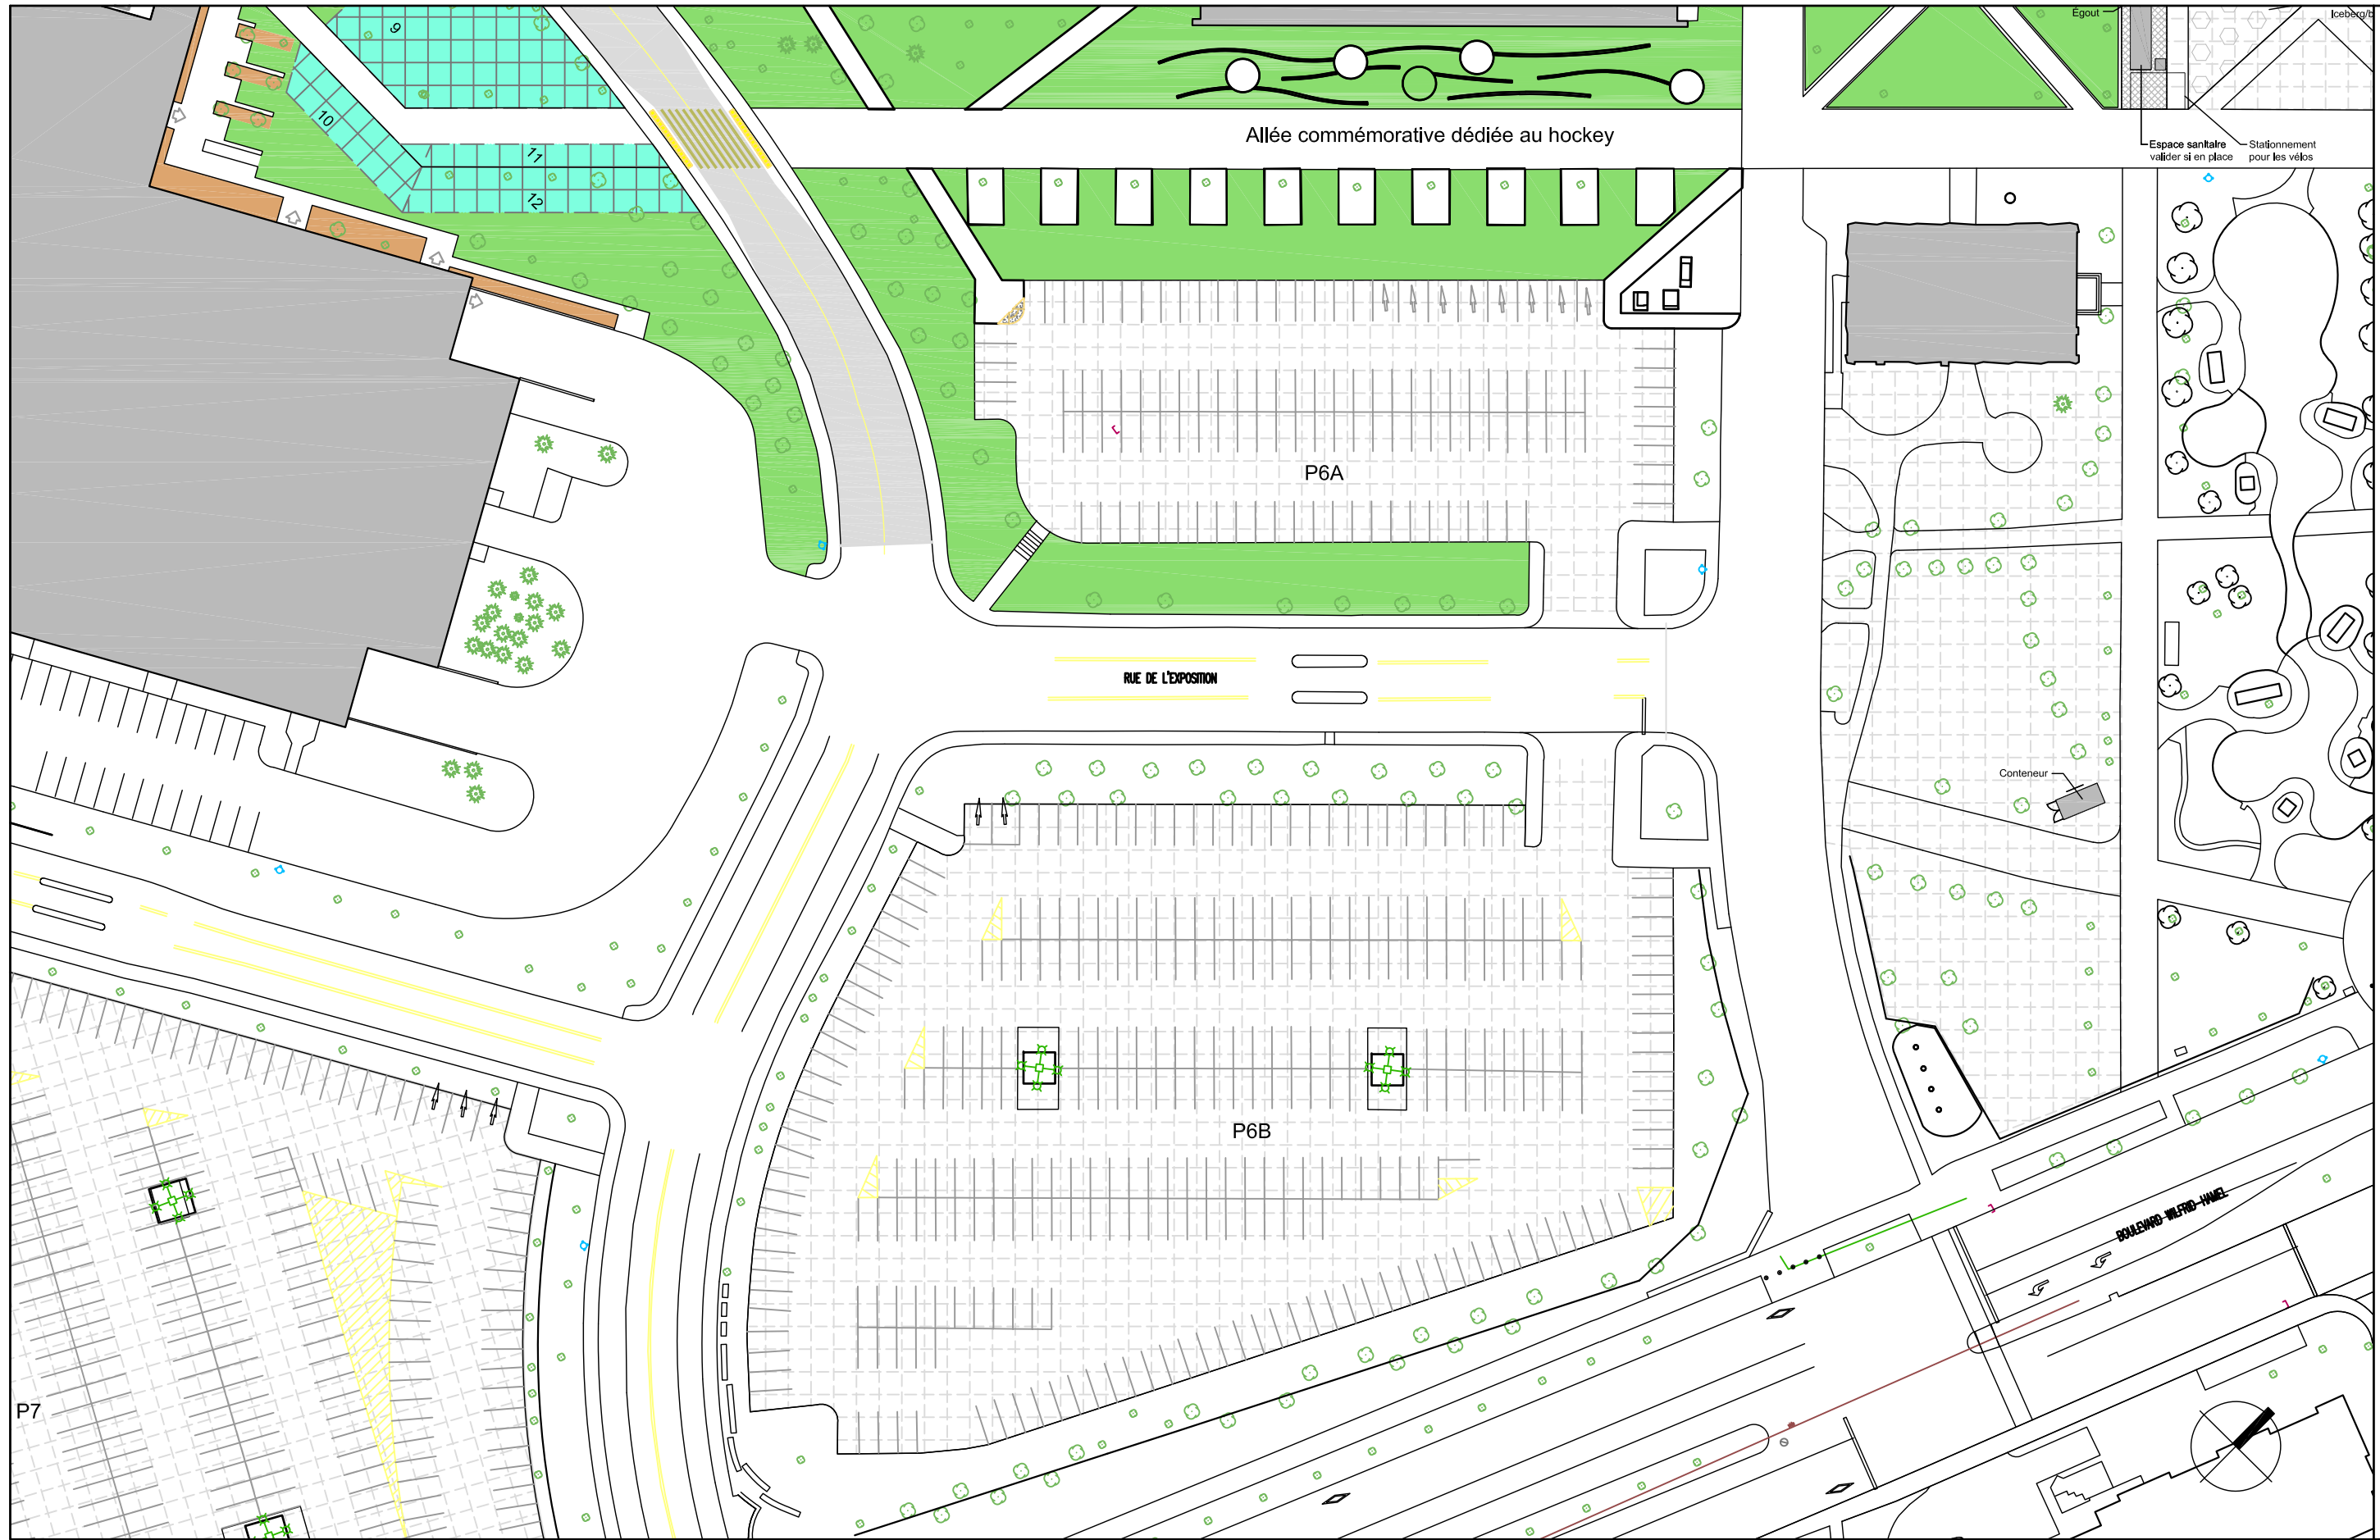 Égout
Iceberg/b
9
10
11
12
Allée commémorative dédiée au hockey
Espace sanitaire
valider si en place
Stationnement
pour les vélos
P6A
RUE DE L'EXPOSITION
Conteneur
P6B
BOULEVARD WILFRID-HAMEL
P7